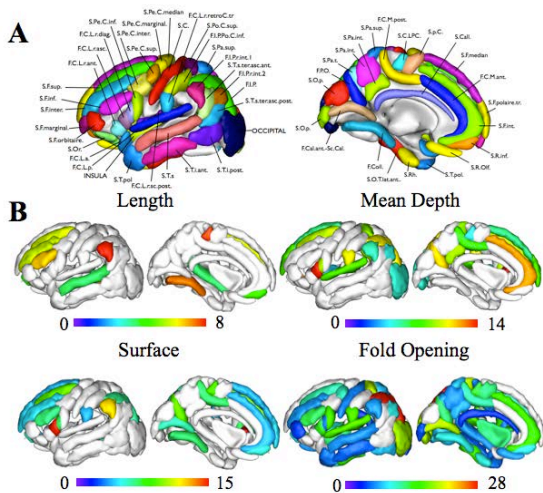 A
S.Pe.C.median
S.Pe.C.inf.
S.Pe.C.marginal.
F.C.L.r.retroC.tr
F.C.L.r.diag.
S.Pe.C.inter.
S.C.
S.Po.C.sup.
F.C.L.r.asc.
S.Pe.C.sup.
F.I.P.Po.C.inf.
F.C.L.r.ant.
S.Pa.sup.
F.I.P.r.int.1
S.T.s.ter.asc.ant.
F.I.P.r.int.2
S.F.sup.
F.I.P.
S.F.inf.
S.T.s.ter.asc.post.
S.F.inter.
S.F.marginal.
S.F.orbitaire.
S.Or.
OCCIPITAL
F.C.L.a.
F.C.L.p.
INSULA
S.T.pol
S.T.s
S.T.i.ant.
S.T.i.post.
F.C.L.r.sc.post.
F.C.M.post.
S.Pa.sup.
S.C.LPC.
S.p.C.
S.Call.
S.Pa.int.
S.F.median
S.Pa.t.
F.P.O.
F.C.M.ant.
S.O.p.
S.F.polaire.tr.
S.F.int.
S.O.p.
F.Cal.ant.-Sc.Cal.
S.R.inf.
F.Coll.
S.Rh.
S.R.Olf.
S.O.T.lat.ant..
S.T.pol.
Length
Mean Depth
B
0 8
0 14
Surface
Fold Opening
0 15
0 28